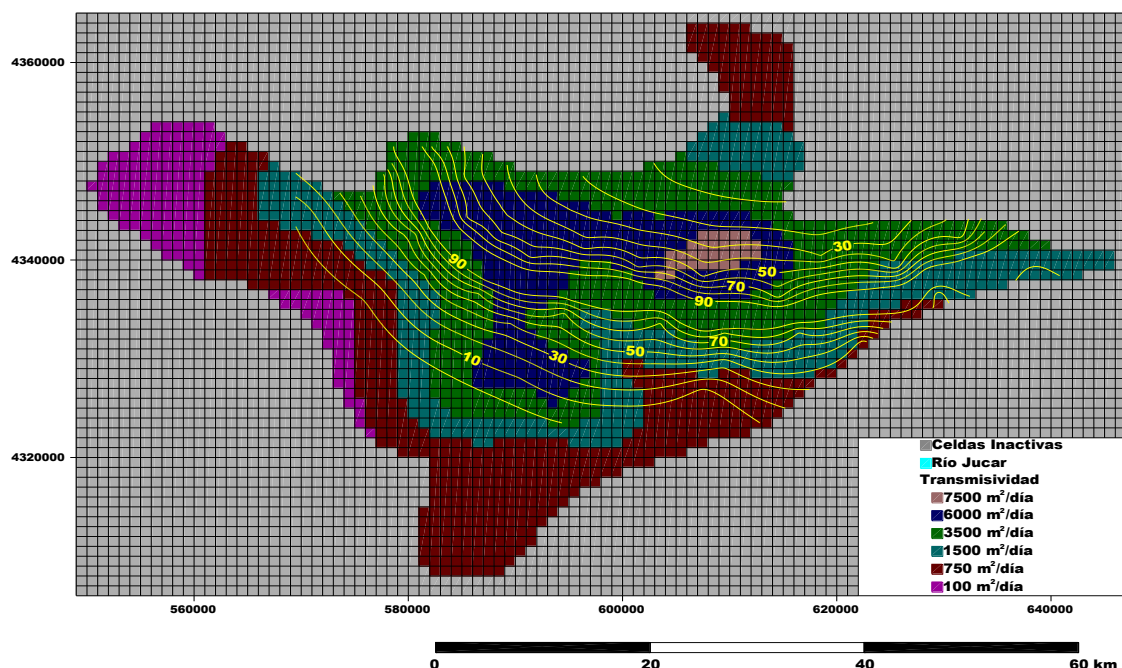 4360000
4340000
4320000
30
50
70
90
90
70
50
30
10
Celdas Inactivas
Río Jucar
Transmisividad
7500 m²/día
6000 m²/día
3500 m²/día
1500 m²/día
750 m²/día
100 m²/día
560000 580000 600000 620000 640000
0 20 40 60 km